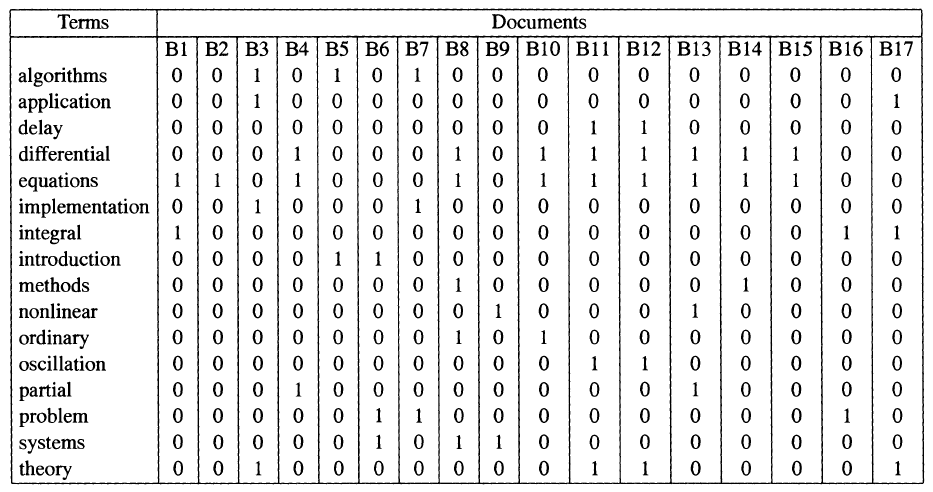 Terms Documents
B1 B2 B3 B4 B5 B6 B7 B8 B9 B10 B11 B12 B13 B14 B15 B16 B17
algorithms 0 0 1 0 1 0 1 0 0 0 0 0 0 0 0 0 0
application 0 0 1 0 0 0 0 0 0 0 0 0 0 0 0 0 1
delay 0 0 0 0 0 0 0 0 0 0 1 1 0 0 0 0 0
differential 0 0 0 1 0 0 0 1 0 1 1 1 1 1 1 0 0
equations 1 1 0 1 0 0 0 1 0 1 1 1 1 1 1 0 0
implementation 0 0 1 0 0 0 1 0 0 0 0 0 0 0 0 0 0
integral 1 0 0 0 0 0 0 0 0 0 0 0 0 0 0 1 1
introduction 0 0 0 0 1 1 0 0 0 0 0 0 0 0 0 0 0
methods 0 0 0 0 0 0 0 1 0 0 0 0 0 1 0 0 0
nonlinear 0 0 0 0 0 0 0 0 1 0 0 0 1 0 0 0 0
ordinary 0 0 0 0 0 0 0 1 0 1 0 0 0 0 0 0 0
oscillation 0 0 0 0 0 0 0 0 0 0 1 1 0 0 0 0 0
partial 0 0 0 1 0 0 0 0 0 0 0 0 1 0 0 0 0
problem 0 0 0 0 0 1 1 0 0 0 0 0 0 0 0 1 0
systems 0 0 0 0 0 1 0 1 1 0 0 0 0 0 0 0 0
theory 0 0 1 0 0 0 0 0 0 0 1 1 0 0 0 0 1